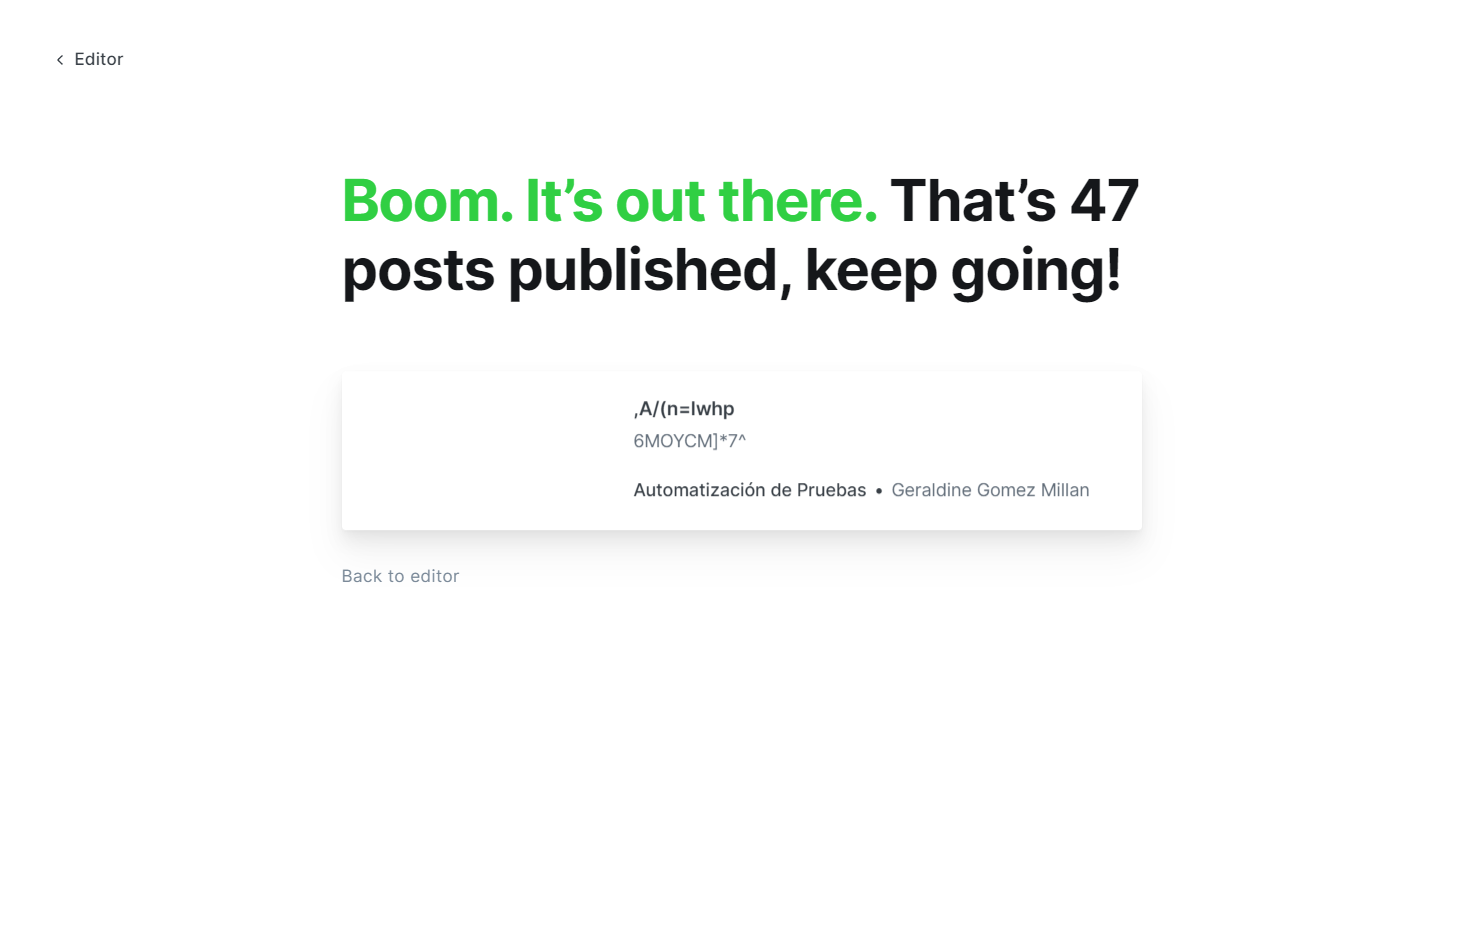 Editor
Boom. It’s out there. That’s 47
posts published, keep going!
,A/(n=lwhp
6MOYCM]*7^
Automatización de Pruebas • Geraldine Gomez Millan
Back to editor